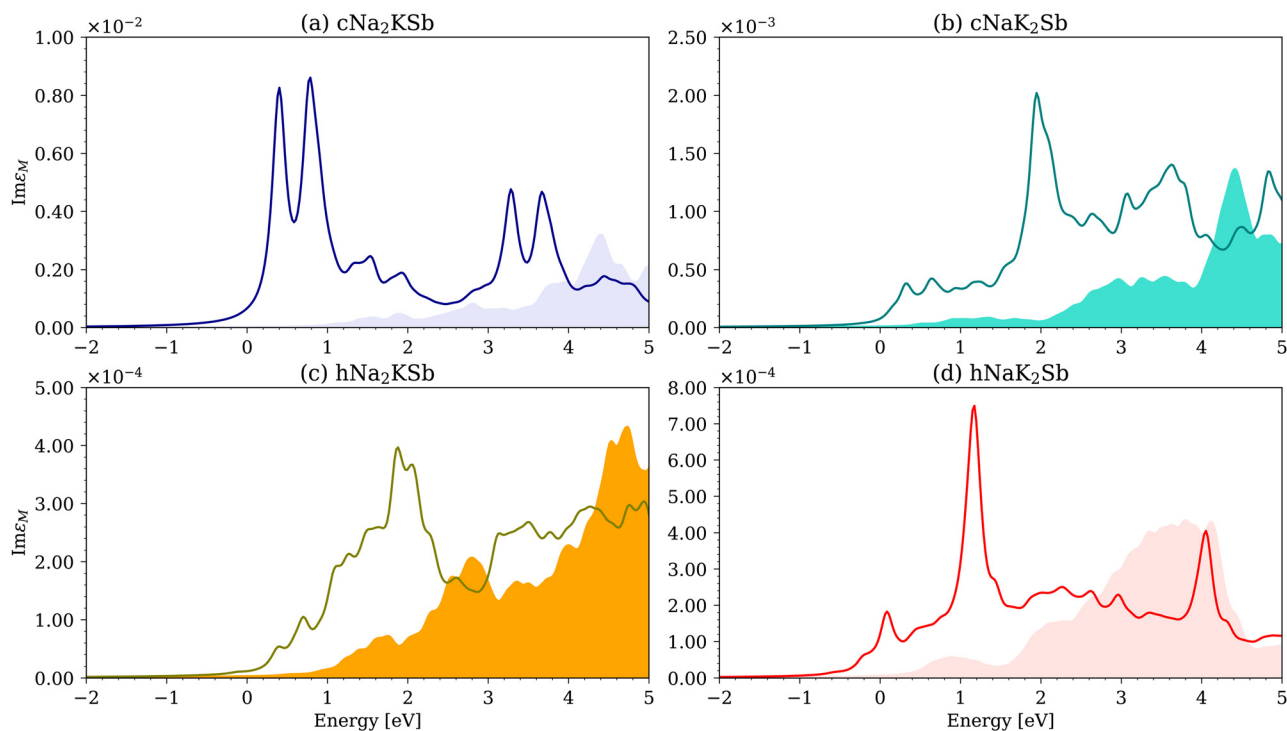 ×10⁻² (a) cNa₂KSb
1.00
0.80
0.60
0.40
0.20
0.00
Imε_M
−2 −1 0 1 2 3 4 5
×10⁻³ (b) cNaK₂Sb
2.50
2.00
1.50
1.00
0.50
0.00
−2 −1 0 1 2 3 4 5
×10⁻⁴ (c) hNa₂KSb
5.00
4.00
3.00
2.00
1.00
0.00
Imε_M
−2 −1 0 1 2 3 4 5
Energy [eV]
×10⁻⁴ (d) hNaK₂Sb
8.00
7.00
6.00
5.00
4.00
3.00
2.00
1.00
0.00
−2 −1 0 1 2 3 4 5
Energy [eV]